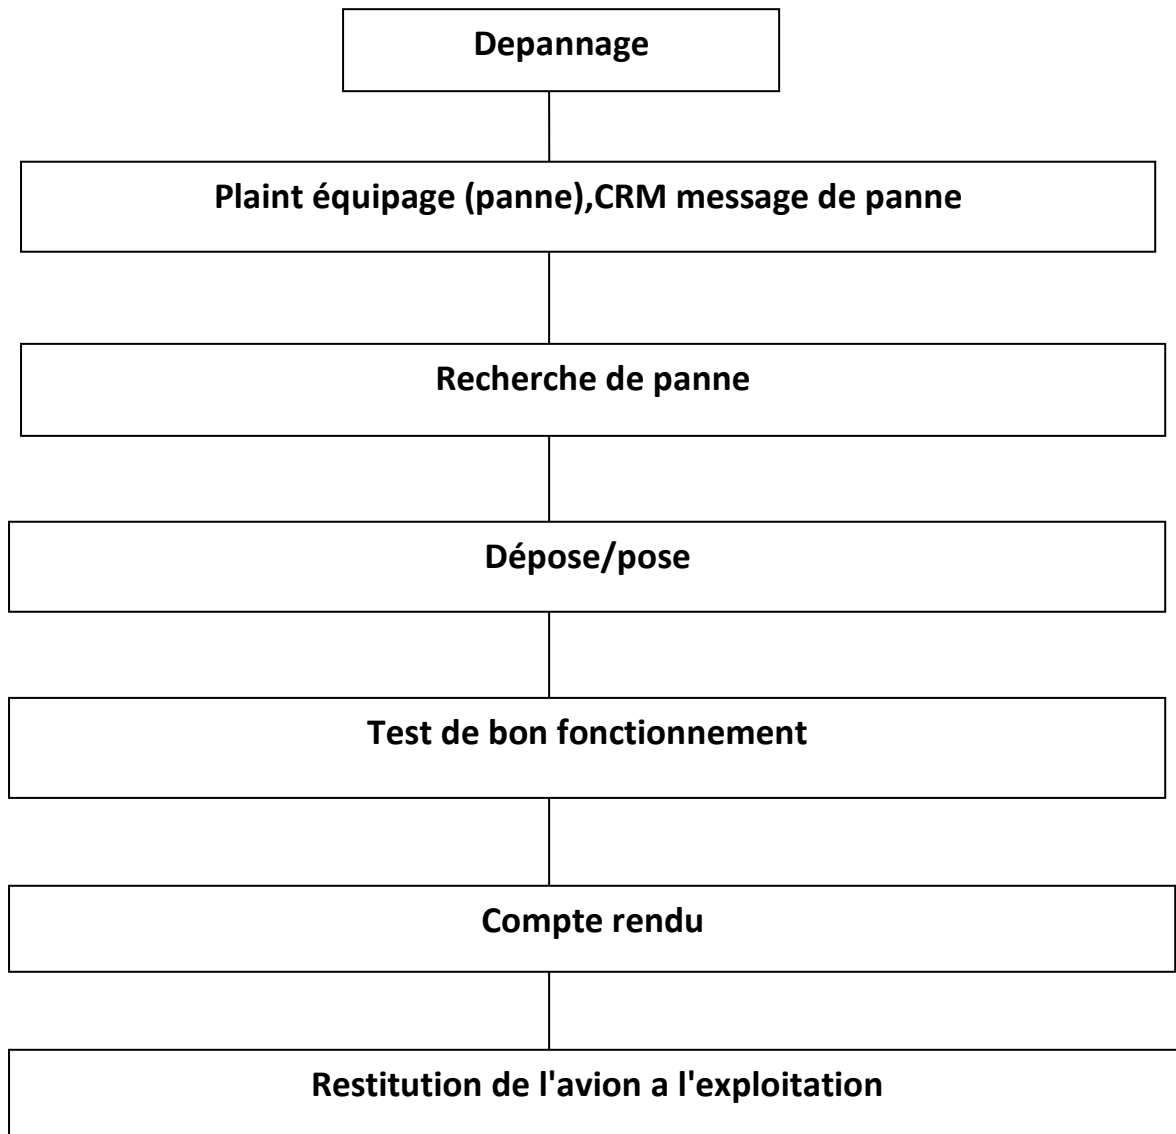 Depannage
Plaint équipage (panne),CRM message de panne
Recherche de panne
Dépose/pose
Test de bon fonctionnement
Compte rendu
Restitution de l'avion a l'exploitation